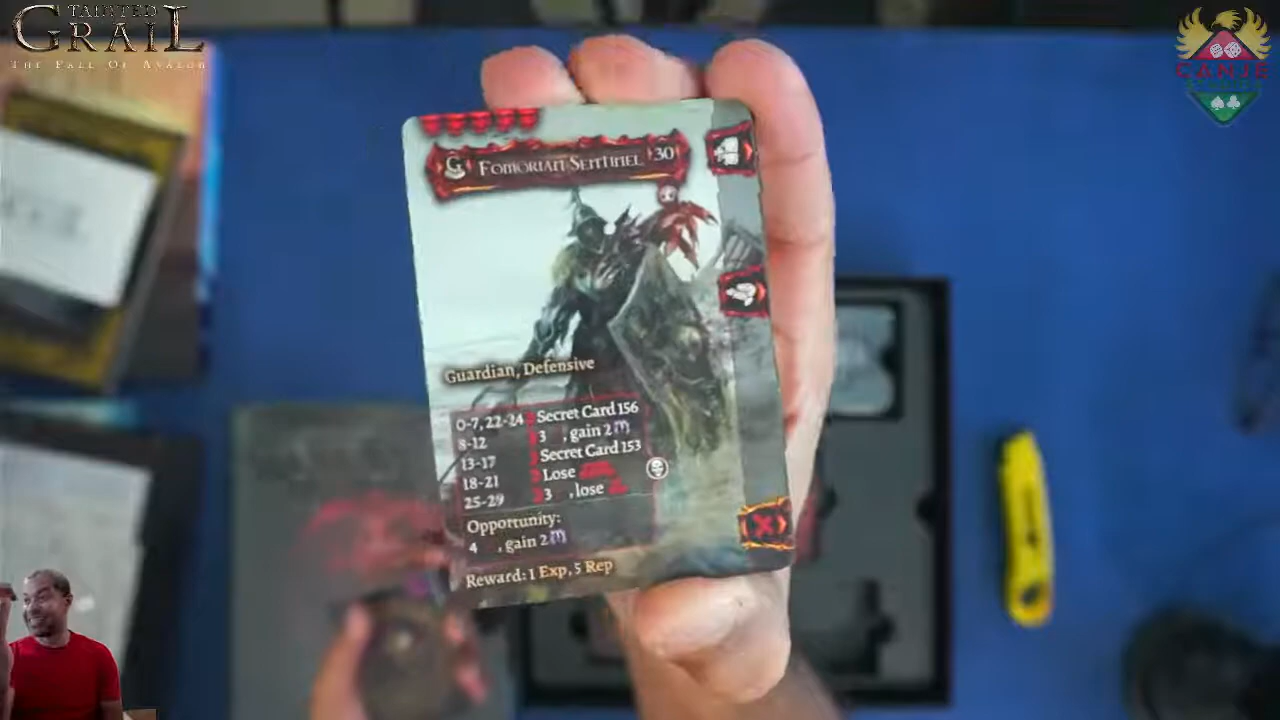 TAINTED
GRAIL
THE FALL OF AVALON
CANJE
G FOMORIAN SENTINEL 30
Guardian, Defensive
0-7, 22-24 Secret Card 156
8-12 3 , gain 2
13-17 Secret Card 153
18-21 Lose
25-29 3 , lose
Opportunity:
4 , gain 2
Reward: 1 Exp, 5 Rep